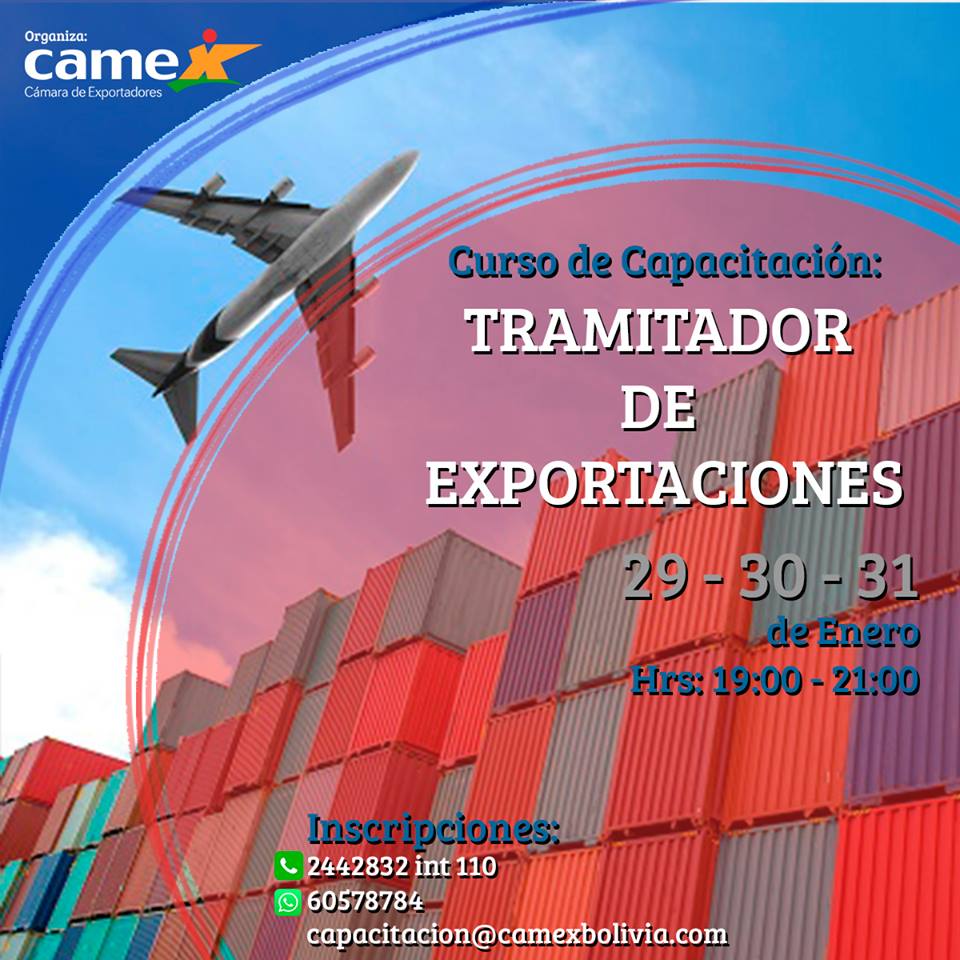 Organiza:
camex
Cámara de Exportadores
Curso de Capacitación:
TRAMITADOR
DE
EXPORTACIONES
29 - 30 - 31
de Enero
Hrs: 19:00 - 21:00
Inscripciones:
2442832 int 110
60578784
capacitacion@camexbolivia.com